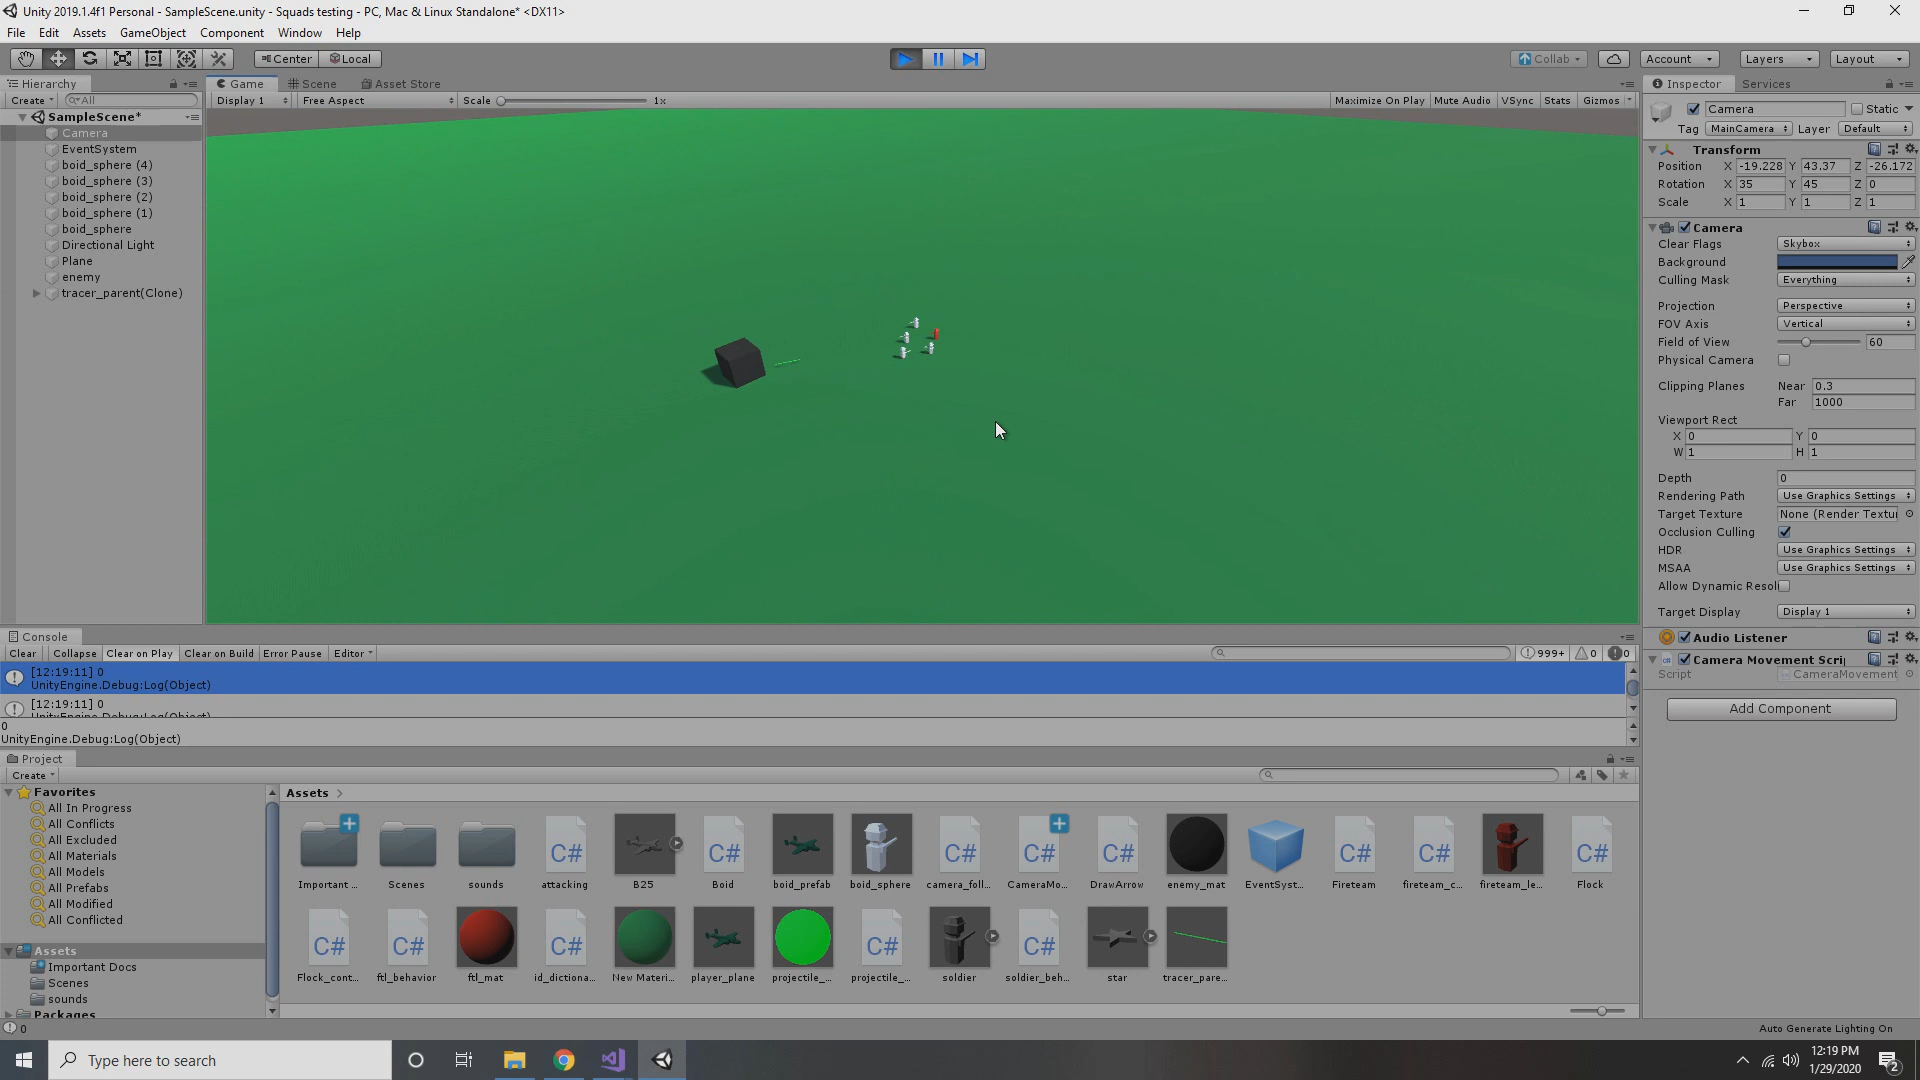 Unity 2019.1.4f1 Personal - SampleScene.unity - Squads testing - PC, Mac & Linux Standalone* <DX11>
File Edit Assets GameObject Component Window Help
Center Local Collab Account Layers Layout
Hierarchy
Create All
SampleScene*
Camera
EventSystem
boid_sphere (4)
boid_sphere (3)
boid_sphere (2)
boid_sphere (1)
boid_sphere
Directional Light
Plane
enemy
tracer_parent(Clone)
Game Scene Asset Store
Display 1 Free Aspect Scale 1x Maximize On Play Mute Audio VSync Stats Gizmos
Inspector Services
Camera Static
Tag MainCamera Layer Default
Transform
Position X -19.228 Y 43.37 Z -26.172
Rotation X 35 Y 45 Z 0
Scale X 1 Y 1 Z 1
Camera
Clear Flags Skybox
Background
Culling Mask Everything
Projection Perspective
FOV Axis Vertical
Field of View 60
Physical Camera
Clipping Planes Near 0.3
Far 1000
Viewport Rect
X 0 Y 0
W 1 H 1
Depth 0
Rendering Path Use Graphics Settings
Target Texture None (Render Textu
Occlusion Culling
HDR Use Graphics Settings
MSAA Use Graphics Settings
Allow Dynamic Resol
Target Display Display 1
Audio Listener
Camera Movement Scri
Script CameraMovement
Add Component
Console
Clear Collapse Clear on Play Clear on Build Error Pause Editor 999+ 0 0
[12:19:11] 0
UnityEngine.Debug:Log(Object)
[12:19:11] 0
UnityEngine.Debug:Log(Object)
0
UnityEngine.Debug:Log(Object)
Project
Create
Favorites
All In Progress
All Conflicts
All Excluded
All Materials
All Models
All Prefabs
All Modified
All Conflicted
Assets
Important Docs
Scenes
sounds
Packages
Assets
C# C# C# C# C# C# C# C#
Important ... Scenes sounds attacking B25 Boid boid_prefab boid_sphere camera_foll... CameraMo... DrawArrow enemy_mat EventSyst... Fireteam fireteam_c... fireteam_le... Flock
C# C# C# C# C#
Flock_cont... ftl_behavior ftl_mat id_dictiona... New Materi... player_plane projectile_... projectile_... soldier soldier_beh... star tracer_pare...
0
Auto Generate Lighting On
Type here to search
12:19 PM
1/29/2020
2